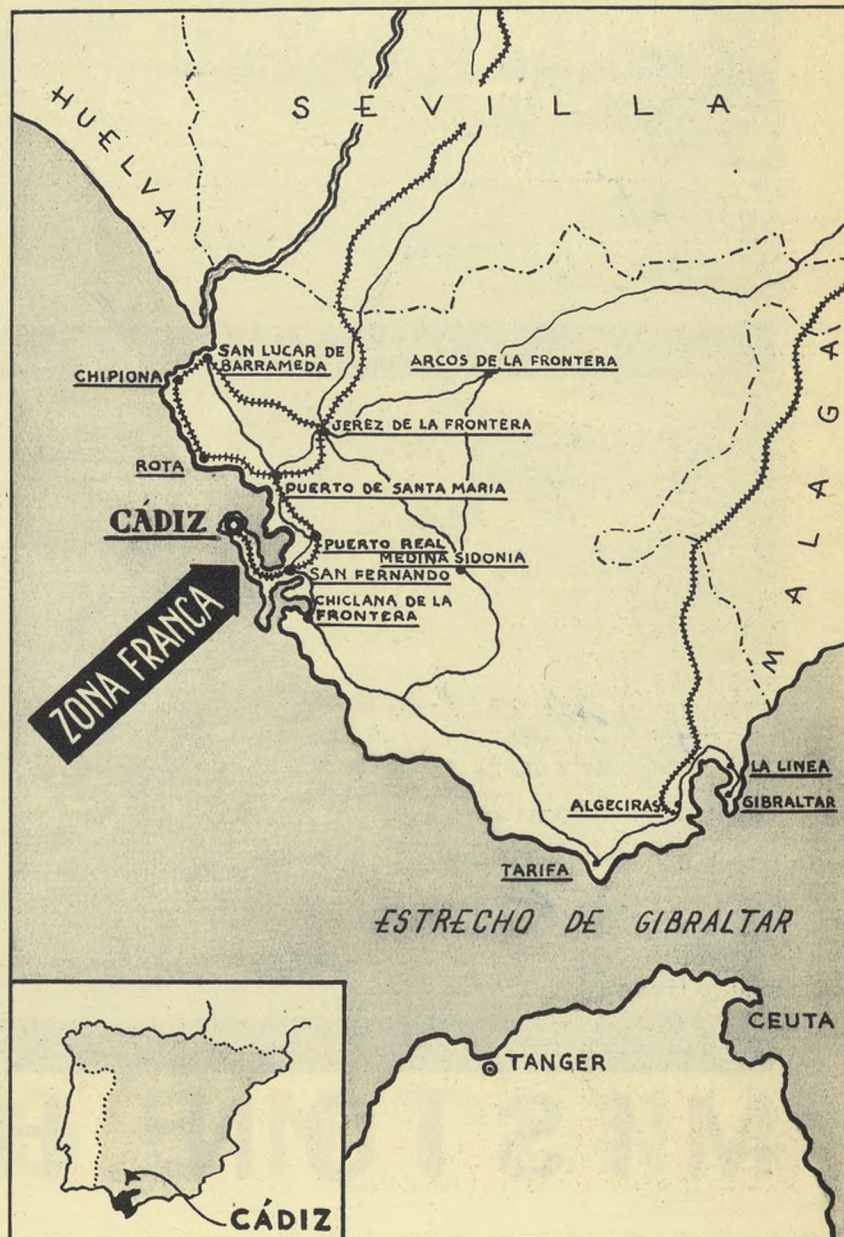 HUELVA
SEVILLA
SAN LUCAR DE
BARRAMEDA
CHIPIONA
ARCOS DE LA FRONTERA
JEREZ DE LA FRONTERA
ROTA
PUERTO DE SANTA MARIA
CÁDIZ
PUERTO REAL
MEDINA SIDONIA
SAN FERNANDO
CHICLANA DE LA
FRONTERA
ZONA FRANCA
MALAGA
LA LINEA
ALGECIRAS
GIBRALTAR
TARIFA
ESTRECHO DE GIBRALTAR
CEUTA
TANGER
CÁDIZ